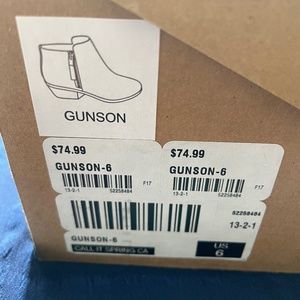 GUNSON
$74.99
GUNSON-6
13-2-1 52258484 F17
$74.99
GUNSON-6
13-2-1 52258484 F17
52258484
13-2-1
GUNSON-6
CALL IT SPRING CA
US
6